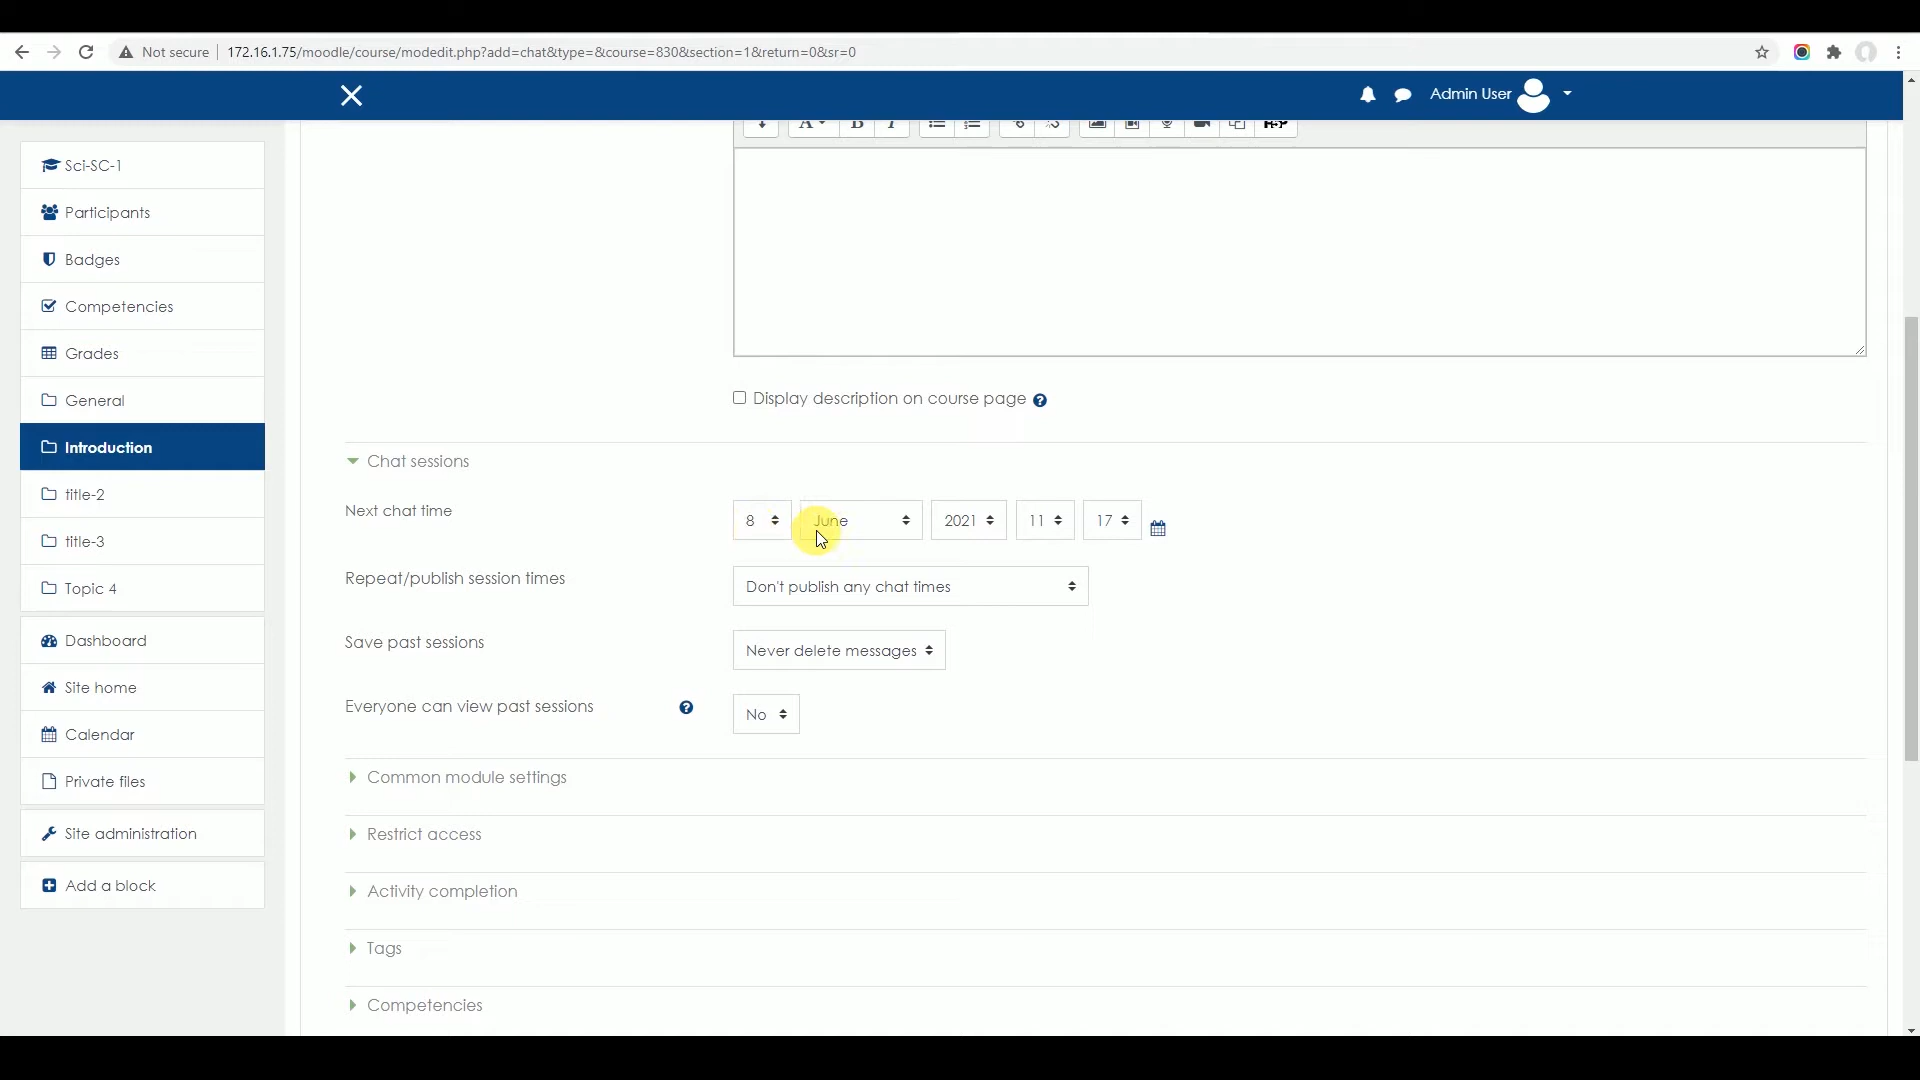 Not secure 172.16.1.75/moodle/course/modedit.php?add=chat&type=&course=830&section=1&return=0&sr=0
Admin User
Sci-SC-1
Participants
Badges
Competencies
Grades
General
Introduction
title-2
title-3
Topic 4
Dashboard
Site home
Calendar
Private files
Site administration
Add a block
A B I
H-P
Display description on course page
Chat sessions
Next chat time 8 June 2021 11 17
Repeat/publish session times Don't publish any chat times
Save past sessions Never delete messages
Everyone can view past sessions No
Common module settings
Restrict access
Activity completion
Tags
Competencies